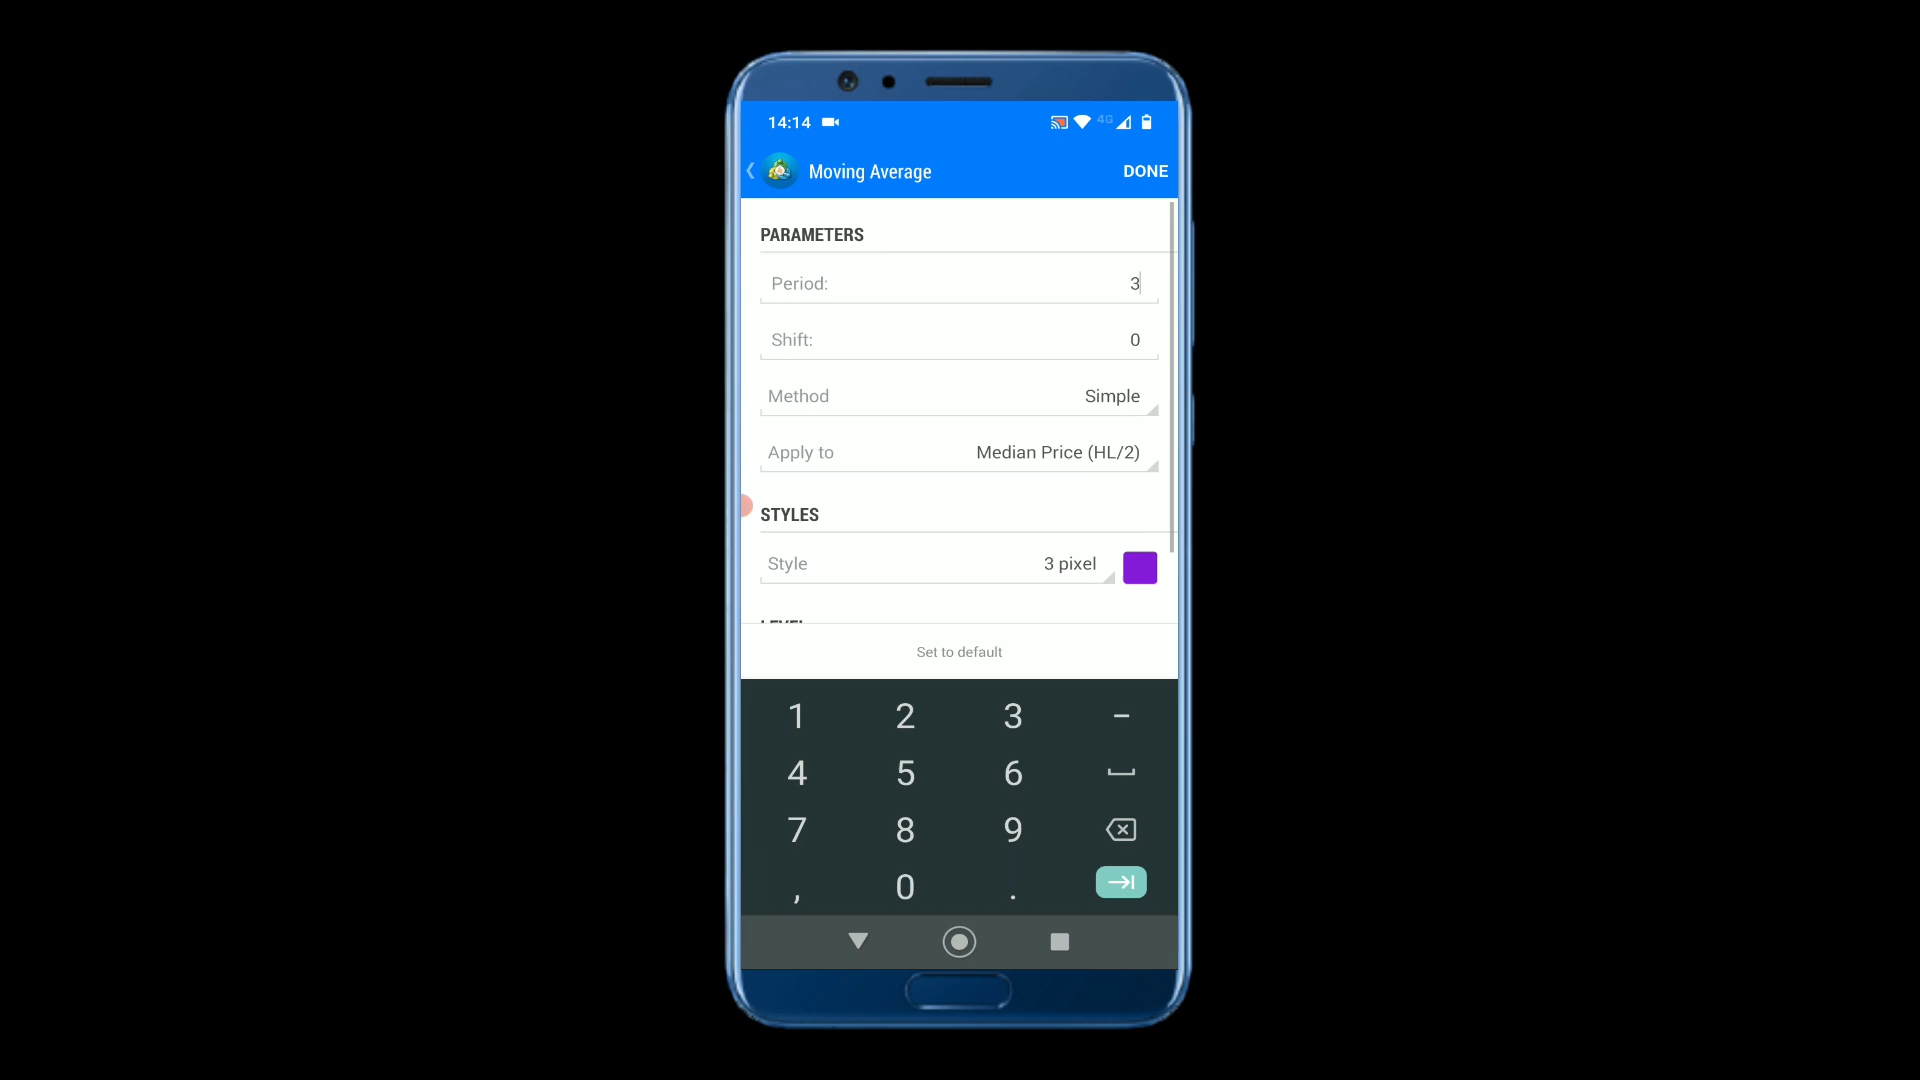 14:14 4G
Moving Average DONE
PARAMETERS
Period: 3
Shift: 0
Method Simple
Apply to Median Price (HL/2)
STYLES
Style 3 pixel
LEVEL
Set to default
1 2 3 -
4 5 6
7 8 9
, 0 .